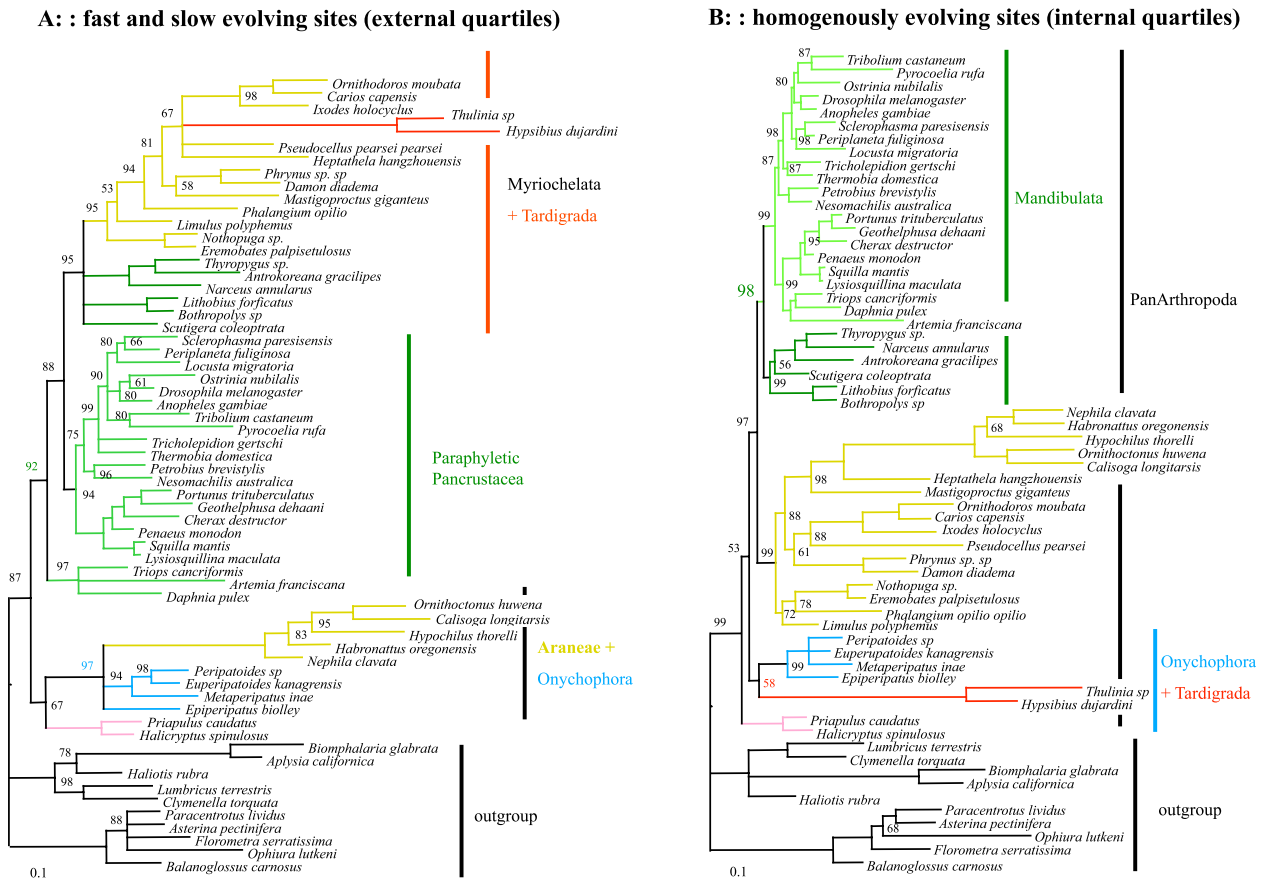 A: : fast and slow evolving sites (external quartiles)
Ornithodoros moubata
98
Carios capensis
67
Ixodes holocyclus
Thulinia sp
Hypsibius dujardini
81
Pseudocellus pearsei pearsei
Heptathela hangzhouensis
94
Phrynus sp. sp
58
Damon diadema
53
Mastigoproctus giganteus
Myriochelata
+ Tardigrada
95
Phalangium opilio
Limulus polyphemus
Nothopuga sp.
Eremobates palpisetulosus
95
Thyropygus sp.
Antrokoreana gracilipes
Narceus annularus
Lithobius forficatus
Bothropolys sp
Scutigera coleoptrata
80
66
Sclerophasma paresisensis
Periplaneta fuliginosa
88
Locusta migratoria
90
61
Ostrinia nubilalis
80
Drosophila melanogaster
Anopheles gambiae
99
80
Tribolium castaneum
Pyrocoelia rufa
75
Tricholepidion gertschi
Thermobia domestica
92
96
Petrobius brevistylis
Nesomachilis australica
Paraphyletic
Pancrustacea
94
Portunus trituberculatus
Geothelphusa dehaani
Cherax destructor
Penaeus monodon
Squilla mantis
Lysiosquillina maculata
97
Triops cancriformis
Artemia franciscana
87
Daphnia pulex
Ornithoctonus huwena
95
Calisoga longitarsis
83
Hypochilus thorelli
Habronattus oregonensis
Nephila clavata
Araneae +
Onychophora
97
94
98
Peripatoides sp
Euperipatoides kanagrensis
Metaperipatus inae
Epiperipatus biolley
67
Priapulus caudatus
Halicryptus spinulosus
78
Biomphalaria glabrata
Aplysia californica
Haliotis rubra
98
Lumbricus terrestris
Clymenella torquata
88
Paracentrotus lividus
Asterina pectinifera
Florometra serratissima
Ophiura lutkeni
Balanoglossus carnosus
outgroup
0.1
B: : homogenously evolving sites (internal quartiles)
87
Tribolium castaneum
Pyrocoelia rufa
80
Ostrinia nubilalis
Drosophila melanogaster
Anopheles gambiae
98
Sclerophasma paresisensis
98
Periplaneta fuliginosa
Locusta migratoria
87
87
Tricholepidion gertschi
Thermobia domestica
Petrobius brevistylis
Nesomachilis australica
Mandibulata
99
Portunus trituberculatus
Geothelphusa dehaani
95
Cherax destructor
Penaeus monodon
Squilla mantis
99
Lysiosquillina maculata
98
Triops cancriformis
Daphnia pulex
Artemia franciscana
PanArthropoda
Thyropygus sp.
Narceus annularus
56
Antrokoreana gracilipes
99
Scutigera coleoptrata
Lithobius forficatus
Bothropolys sp
97
Nephila clavata
68
Habronattus oregonensis
Hypochilus thorelli
Ornithoctonus huwena
Calisoga longitarsis
98
Heptathela hangzhouensis
Mastigoproctus giganteus
88
Ornithodoros moubata
Carios capensis
88
Ixodes holocyclus
53
99
61
Pseudocellus pearsei
Phrynus sp. sp
Damon diadema
Nothopuga sp.
78
Eremobates palpisetulosus
72
Phalangium opilio opilio
Limulus polyphemus
99
Peripatoides sp
Euperupatoides kanagrensis
99
Metaperipatus inae
Epiperipatus biolley
58
Thulinia sp
Hypsibius dujardini
Onychophora
+ Tardigrada
Priapulus caudatus
Halicryptus spinulosus
Lumbricus terrestris
Clymenella torquata
Biomphalaria glabrata
Aplysia californica
Haliotis rubra
Paracentrotus lividus
68
Asterina pectinifera
Ophiura lutkeni
Florometra serratissima
Balanoglossus carnosus
outgroup
0.1